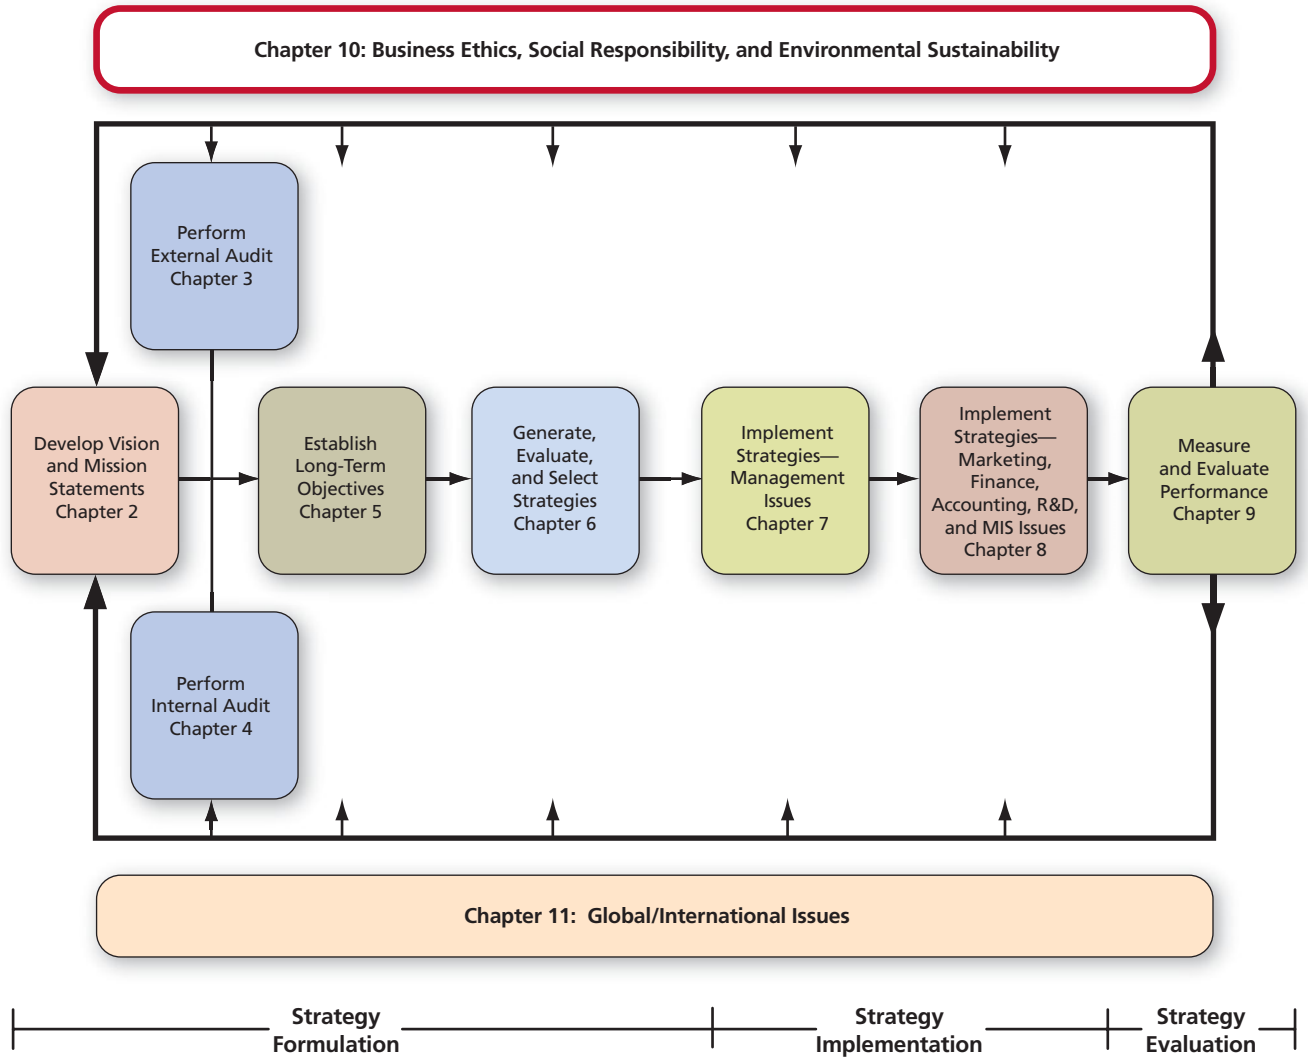 Chapter 10: Business Ethics, Social Responsibility, and Environmental Sustainability
Perform
External Audit
Chapter 3
Develop Vision
and Mission
Statements
Chapter 2
Establish
Long-Term
Objectives
Chapter 5
Generate,
Evaluate,
and Select
Strategies
Chapter 6
Implement
Strategies—
Management
Issues
Chapter 7
Implement
Strategies—
Marketing,
Finance,
Accounting, R&D,
and MIS Issues
Chapter 8
Measure
and Evaluate
Performance
Chapter 9
Perform
Internal Audit
Chapter 4
Chapter 11: Global/International Issues
Strategy
Formulation
Strategy
Implementation
Strategy
Evaluation